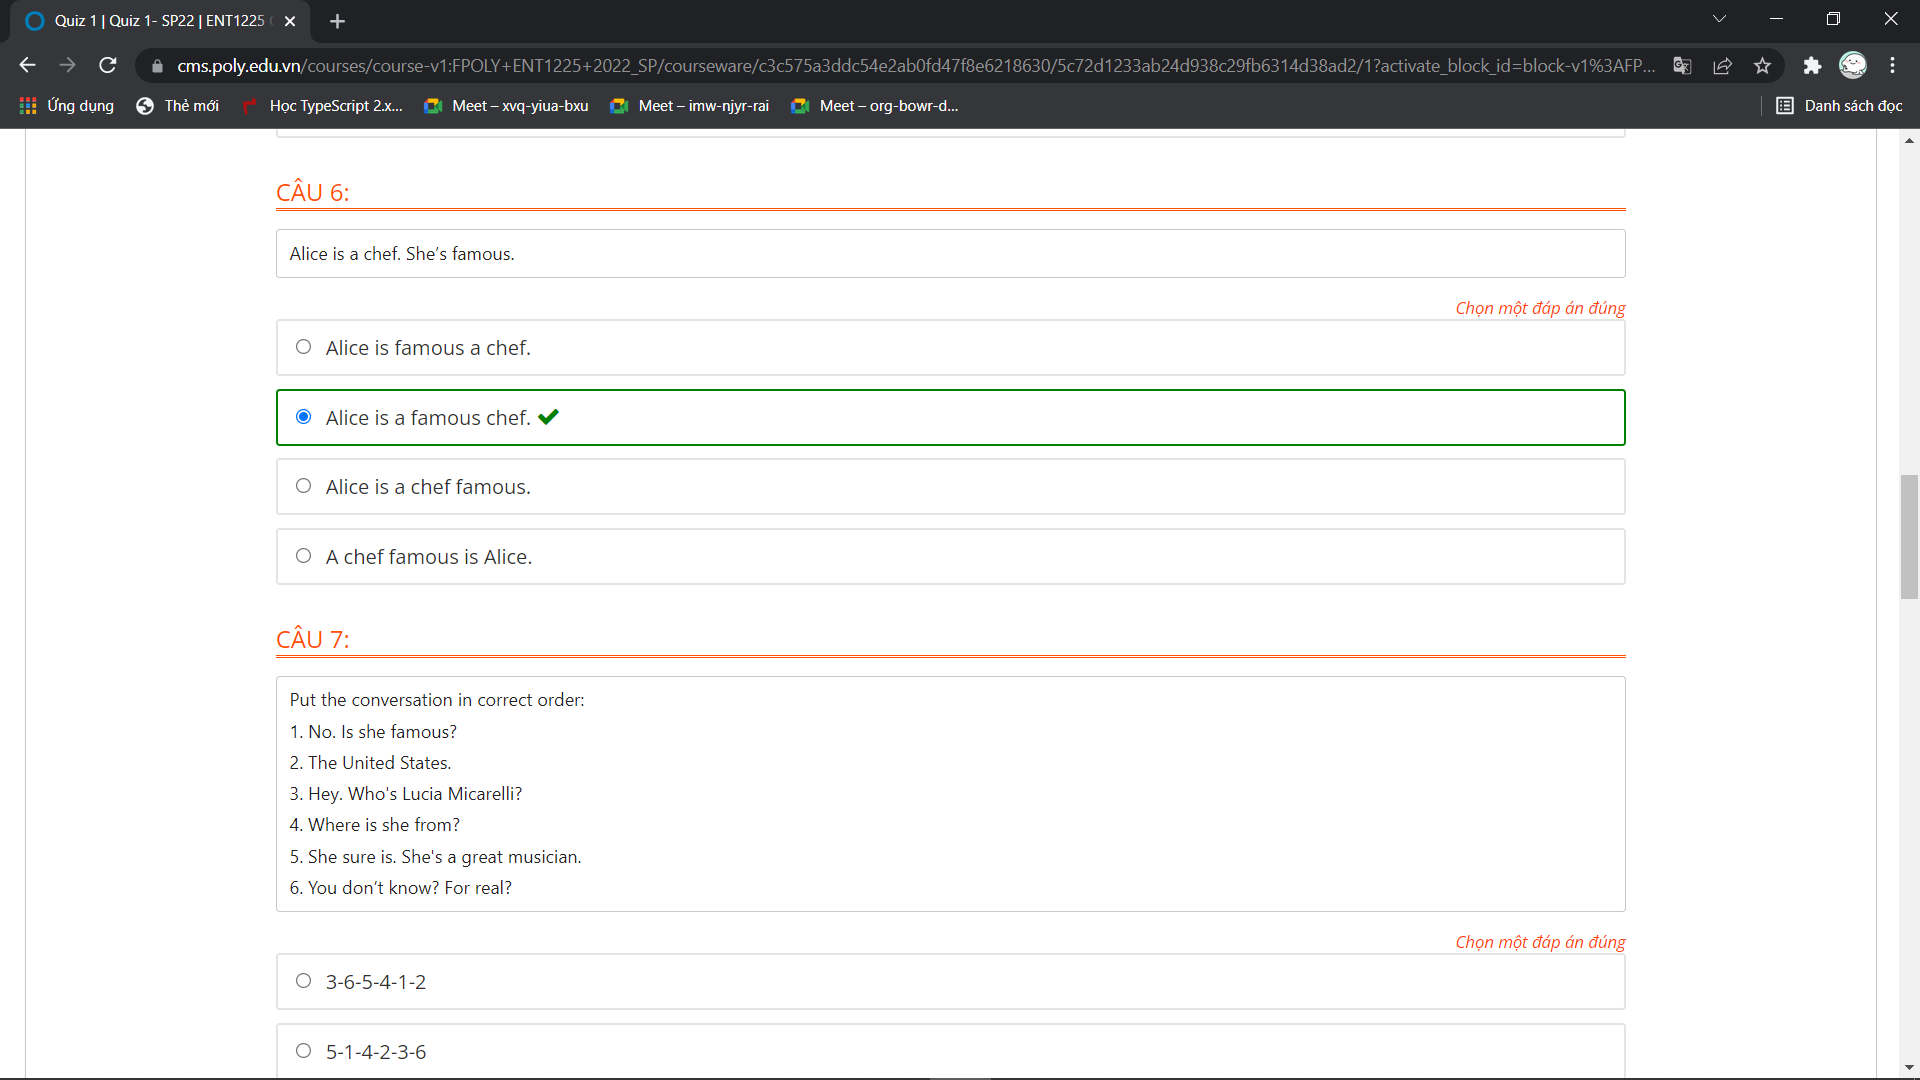 Quiz 1 | Quiz 1- SP22 | ENT1225
cms.poly.edu.vn/courses/course-v1:FPOLY+ENT1225+2022_SP/courseware/c3c575a3ddc54e2ab0fd47f8e6218630/5c72d1233ab24d938c29fb6314d38ad2/1?activate_block_id=block-v1%3AFP...
Ứng dụng Thẻ mới Học TypeScript 2.x... Meet – xvq-yiua-bxu Meet – imw-njyr-rai Meet – org-bowr-d... Danh sách đọc
CÂU 6:
Alice is a chef. She’s famous.
Chọn một đáp án đúng
Alice is famous a chef.
Alice is a famous chef.
Alice is a chef famous.
A chef famous is Alice.
CÂU 7:
Put the conversation in correct order:
1. No. Is she famous?
2. The United States.
3. Hey. Who's Lucia Micarelli?
4. Where is she from?
5. She sure is. She's a great musician.
6. You don’t know? For real?
Chọn một đáp án đúng
3-6-5-4-1-2
5-1-4-2-3-6